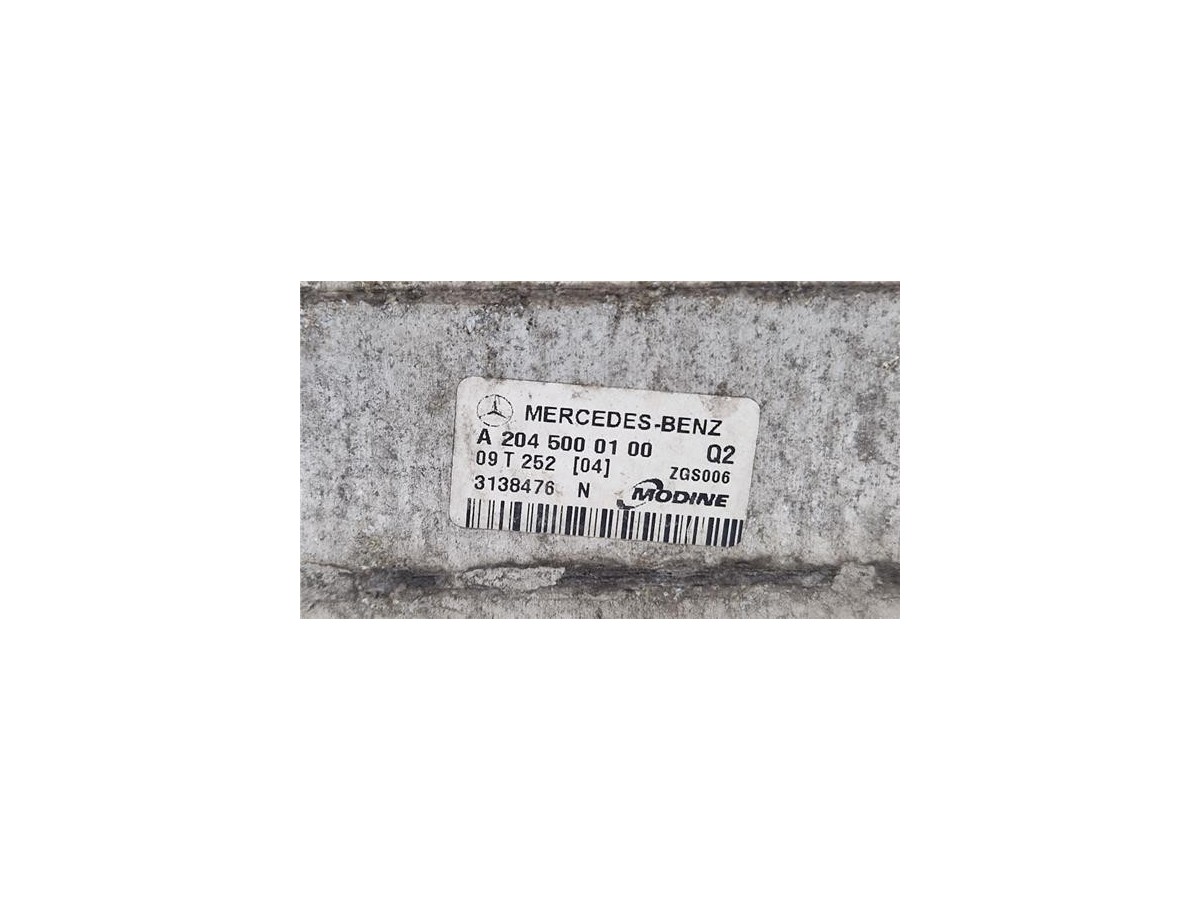 MERCEDES-BENZ
A 204 500 01 00 Q2
09 T 252 [04] ZGS006
3138476 N MODINE